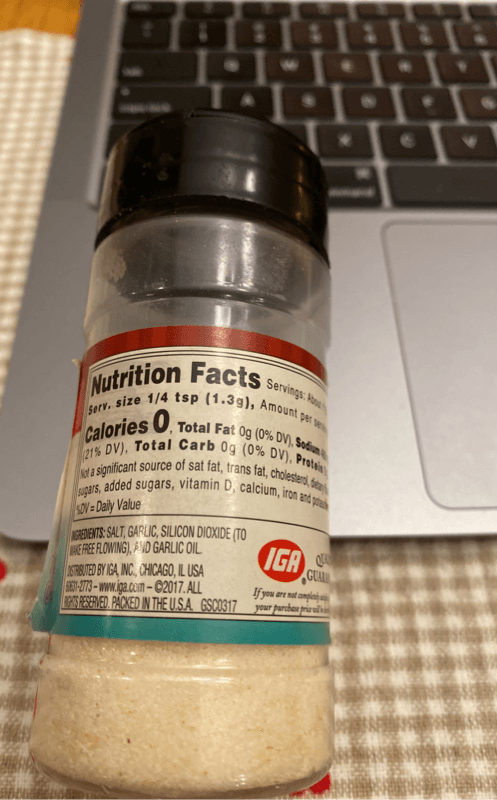 Q W E R
A S D F
X C V
command
Nutrition Facts Servings: About
Serv. size 1/4 tsp (1.3g), Amount per
Calories 0, Total Fat 0g (0% DV), Sodium
(21% DV), Total Carb 0g (0% DV), Protein
Not a significant source of sat fat, trans fat, cholesterol,
sugars, added sugars, vitamin D, calcium, iron and
%DV = Daily Value
INGREDIENTS: SALT, GARLIC, SILICON DIOXIDE (TO
MAKE FREE FLOWING), AND GARLIC OIL.
DISTRIBUTED BY IGA, INC., CHICAGO, IL USA
60631-2773 – www.iga.com – ©2017. ALL
RIGHTS RESERVED. PACKED IN THE U.S.A. GSC0317
IGA
If you are not completely
your purchase price will be